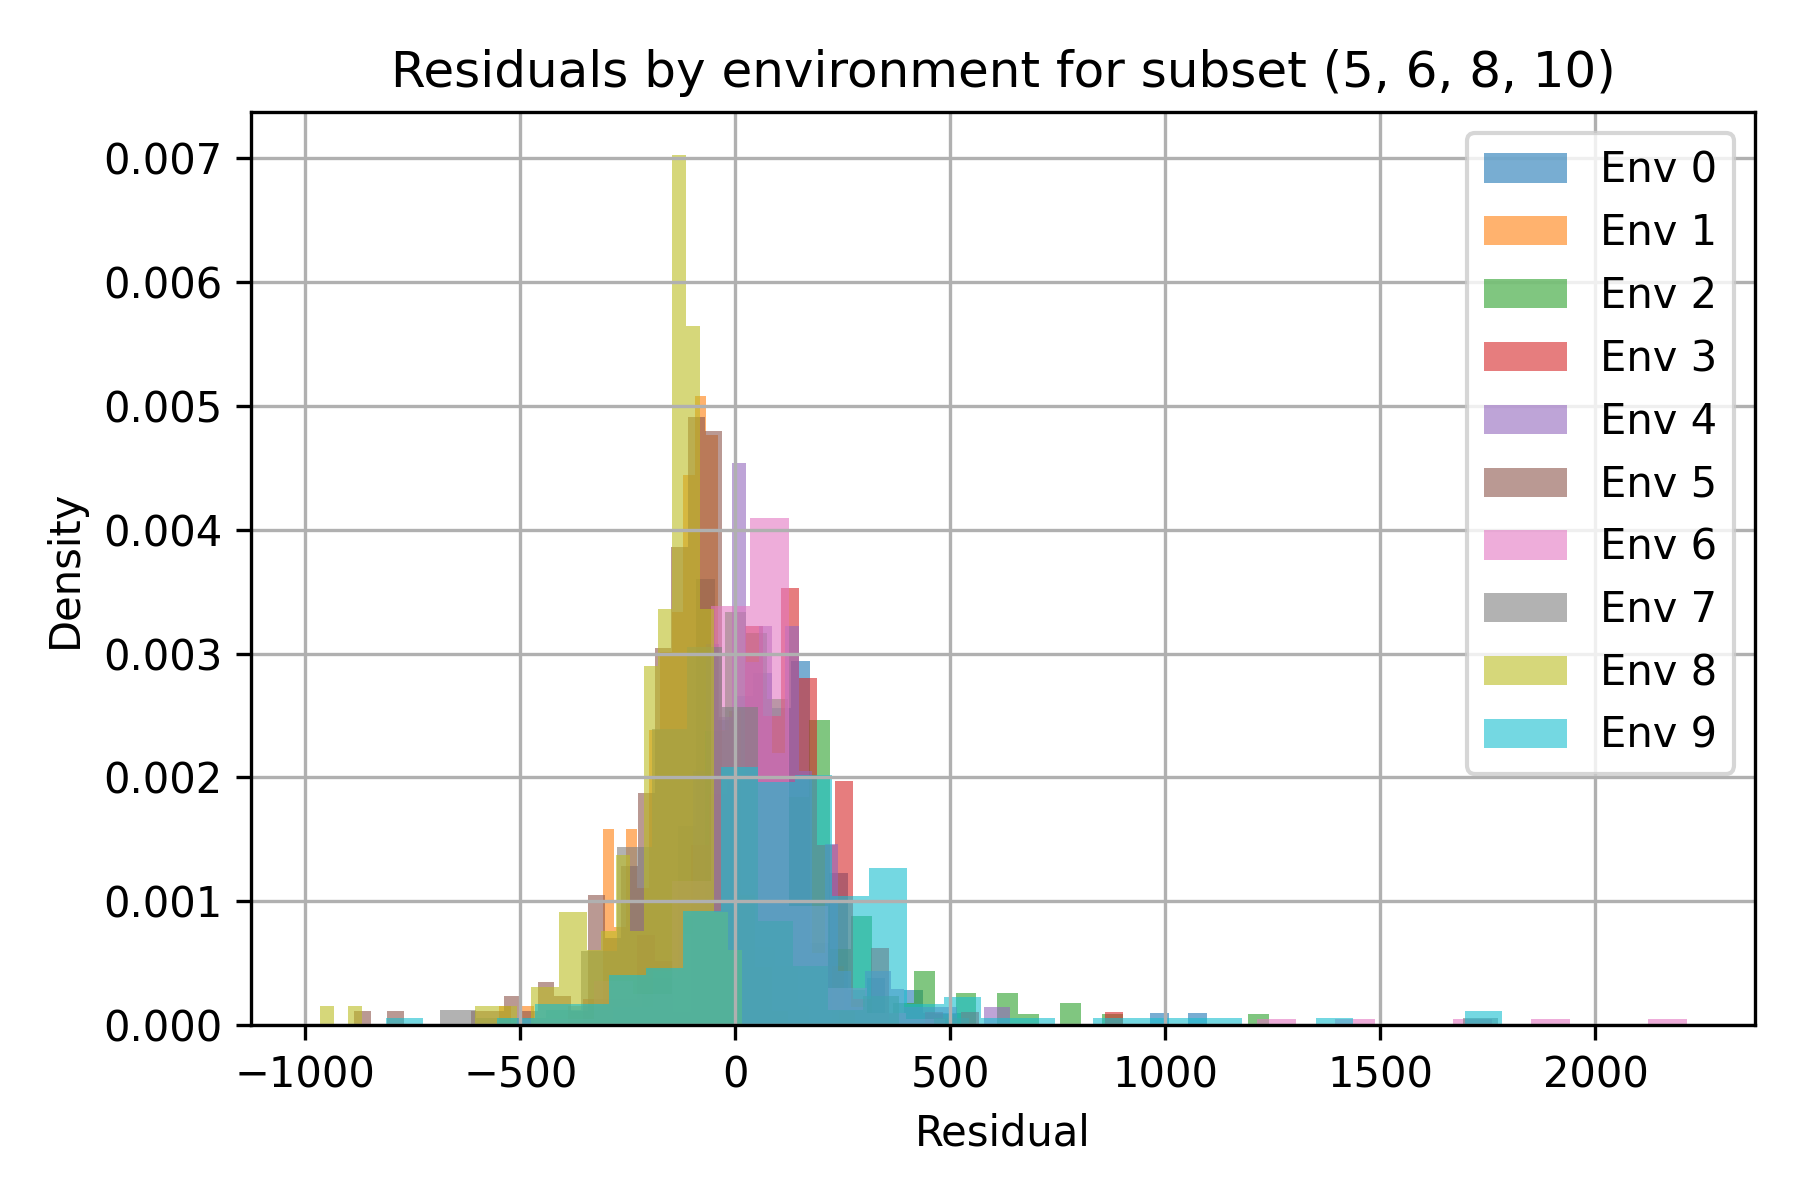 Residuals by environment for subset (5, 6, 8, 10)
0.007
0.006
0.005
0.004
0.003
0.002
0.001
0.000
Density
−1000
−500
0
500
1000
1500
2000
Residual
Env 0
Env 1
Env 2
Env 3
Env 4
Env 5
Env 6
Env 7
Env 8
Env 9